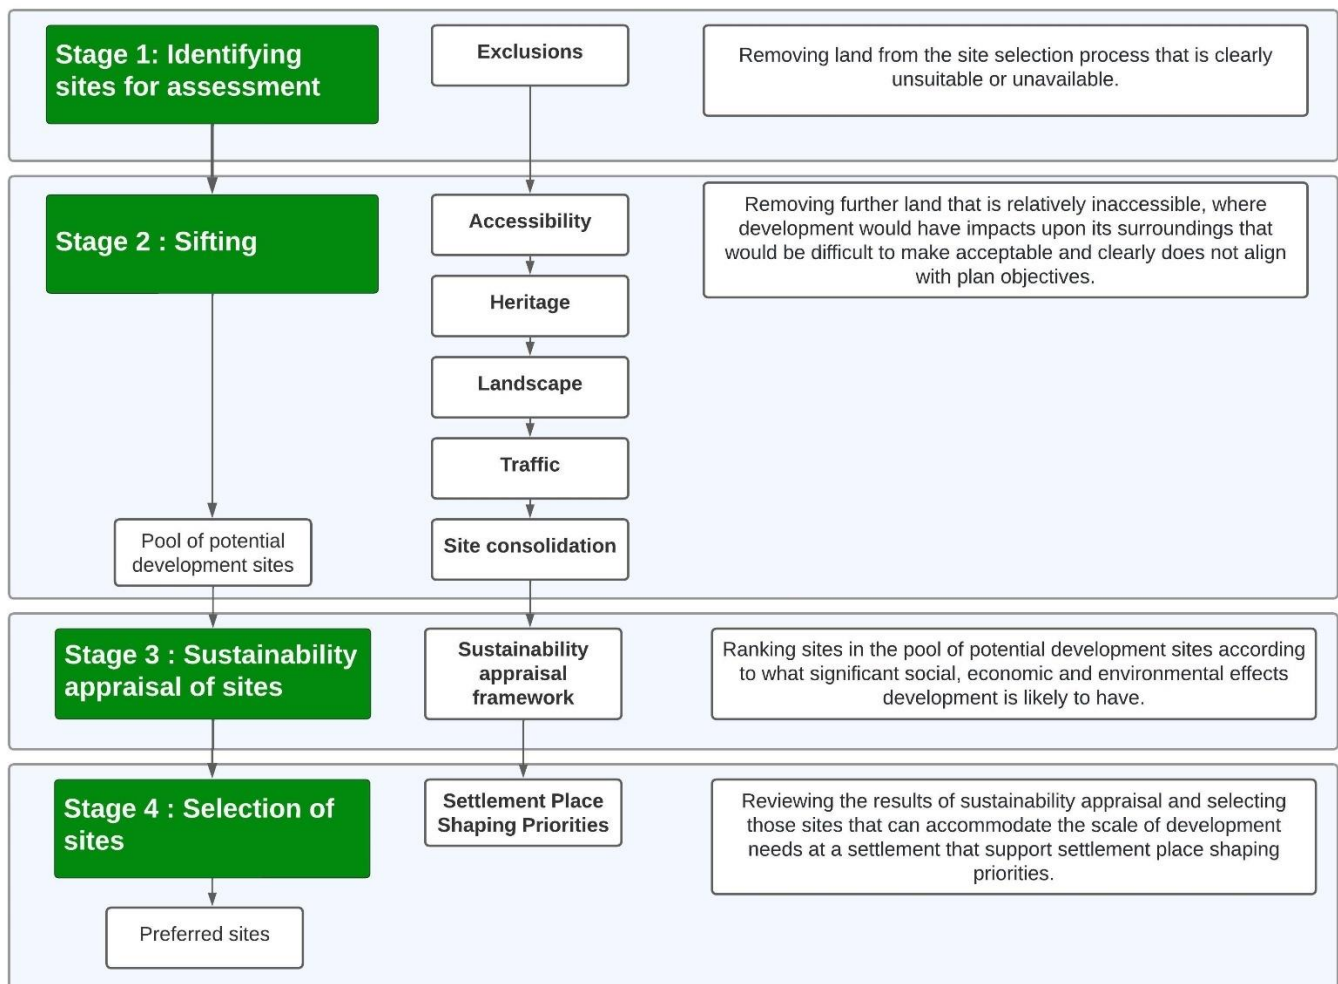 Stage 1: Identifying
sites for assessment
Exclusions
Removing land from the site selection process that is clearly
unsuitable or unavailable.
Stage 2 : Sifting
Accessibility
Heritage
Landscape
Traffic
Site consolidation
Removing further land that is relatively inaccessible, where
development would have impacts upon its surroundings that
would be difficult to make acceptable and clearly does not align
with plan objectives.
Pool of potential
development sites
Stage 3 : Sustainability
appraisal of sites
Sustainability
appraisal
framework
Ranking sites in the pool of potential development sites according
to what significant social, economic and environmental effects
development is likely to have.
Stage 4 : Selection of
sites
Settlement Place
Shaping Priorities
Reviewing the results of sustainability appraisal and selecting
those sites that can accommodate the scale of development
needs at a settlement that support settlement place shaping
priorities.
Preferred sites